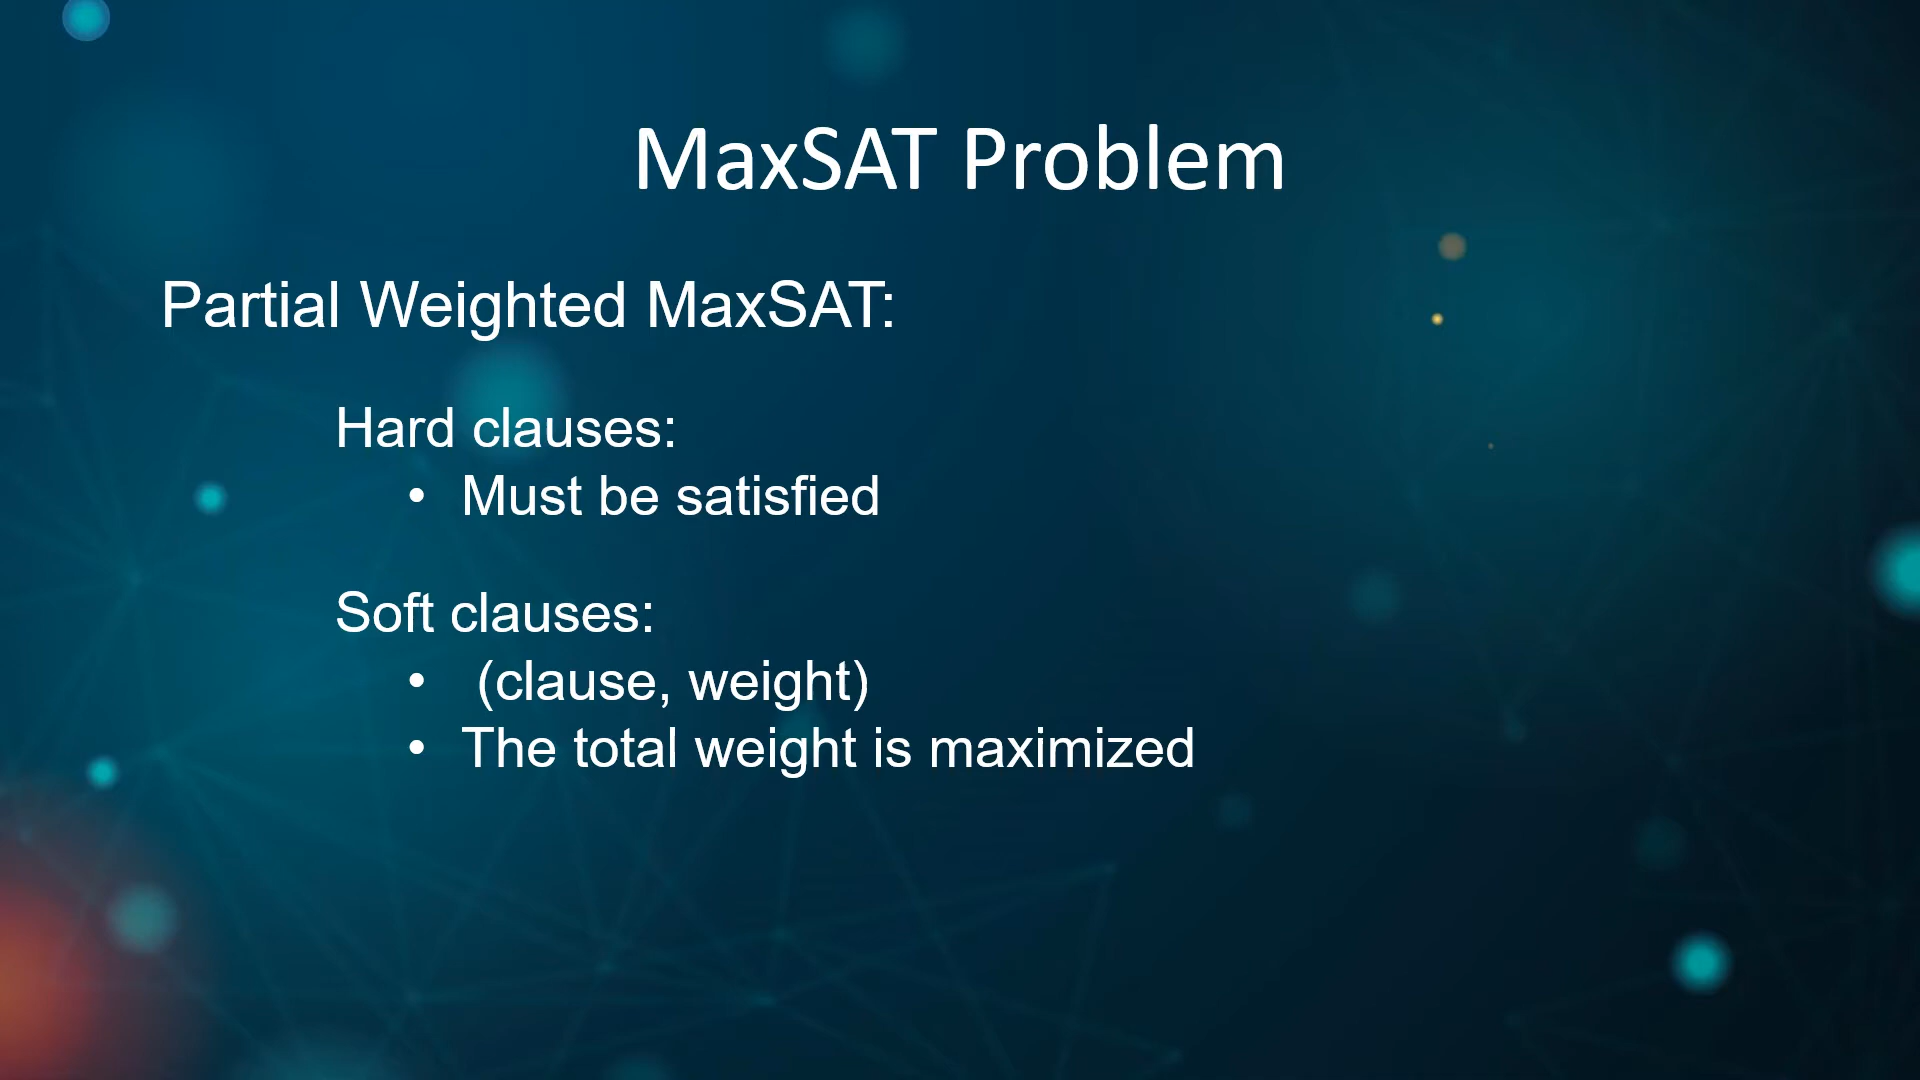 MaxSAT Problem
Partial Weighted MaxSAT:
Hard clauses:
• Must be satisfied
Soft clauses:
• (clause, weight)
• The total weight is maximized